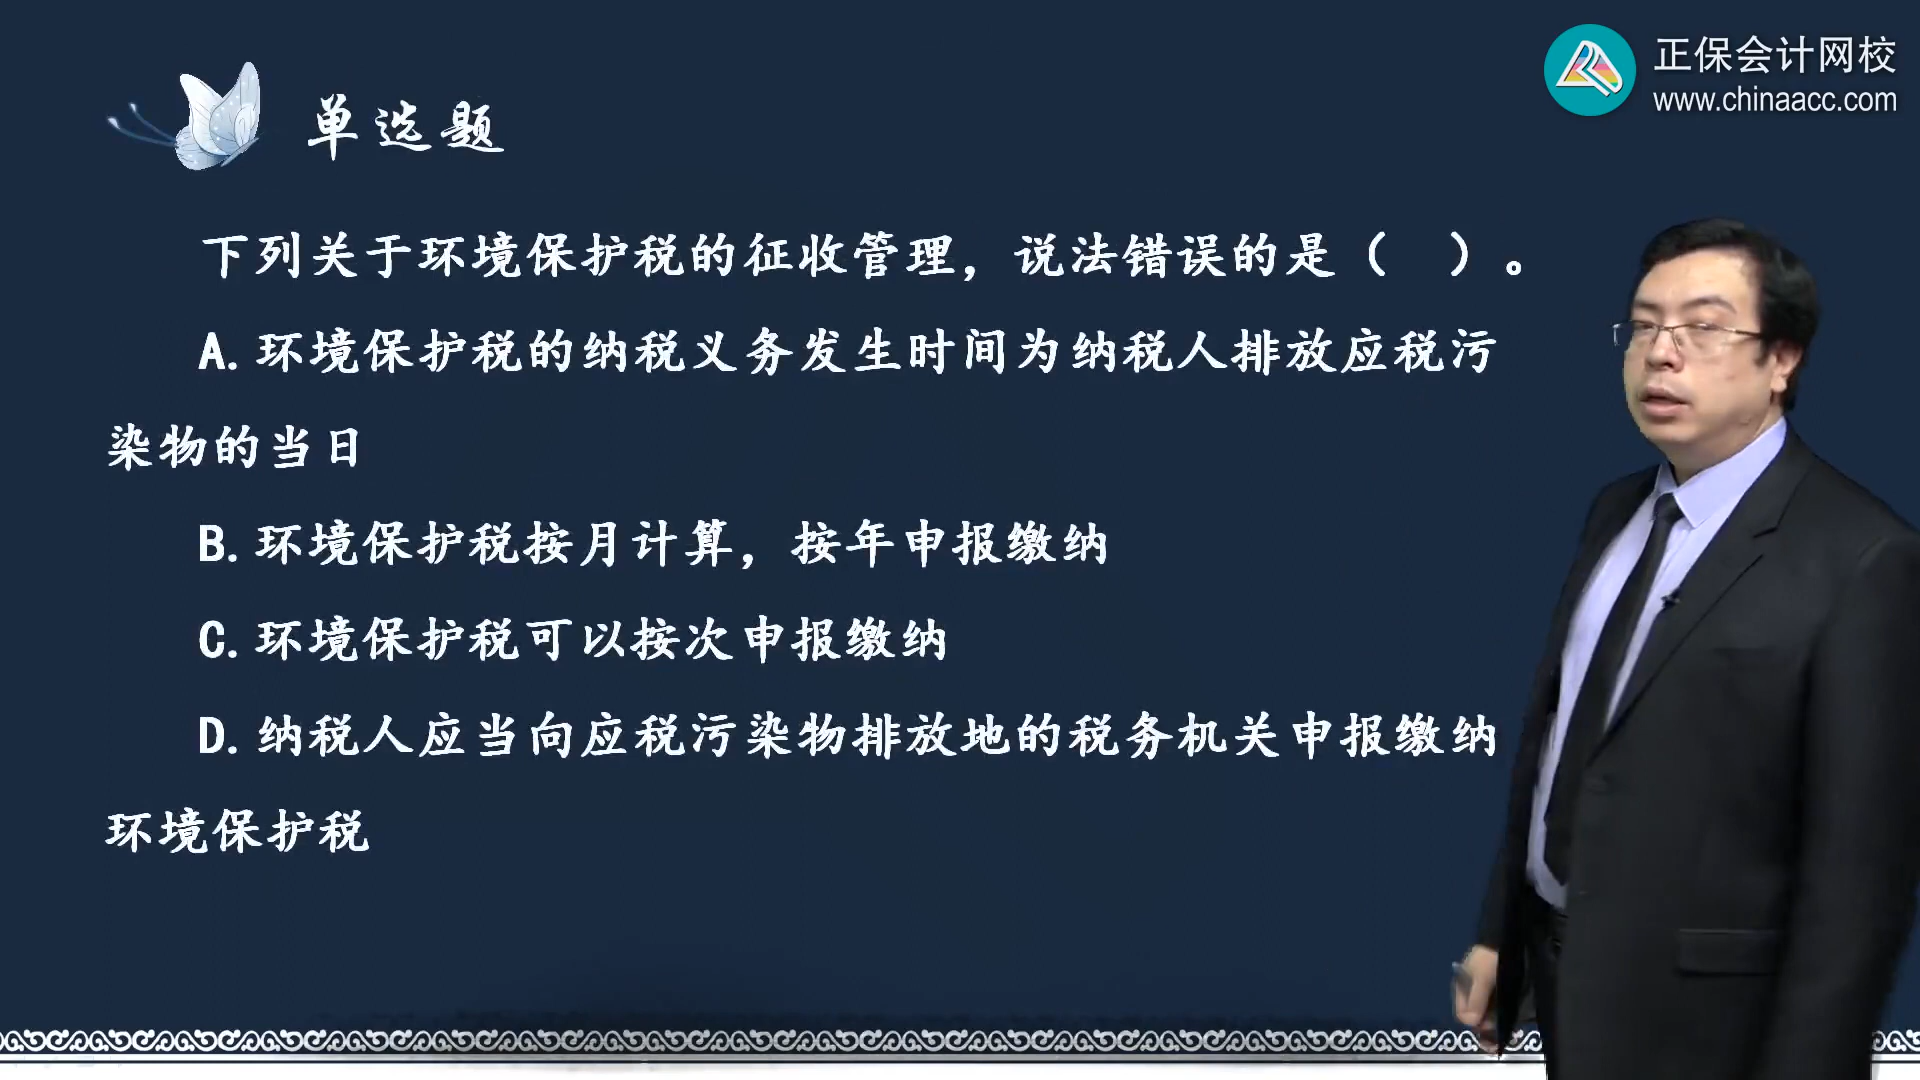 正保会计网校
www.chinaacc.com
单选题
下列关于环境保护税的征收管理，说法错误的是（ ）。
A.环境保护税的纳税义务发生时间为纳税人排放应税污
染物的当日
B.环境保护税按月计算，按年申报缴纳
C.环境保护税可以按次申报缴纳
D.纳税人应当向应税污染物排放地的税务机关申报缴纳
环境保护税